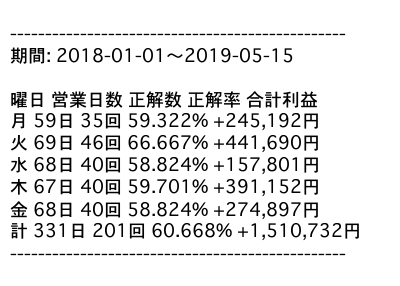 ------------------------------------------------
期間: 2018-01-01～2019-05-15
曜日 営業日数 正解数 正解率 合計利益
月 59日 35回 59.322% +245,192円
火 69日 46回 66.667% +441,690円
水 68日 40回 58.824% +157,801円
木 67日 40回 59.701% +391,152円
金 68日 40回 58.824% +274,897円
計 331日 201回 60.668% +1,510,732円
------------------------------------------------